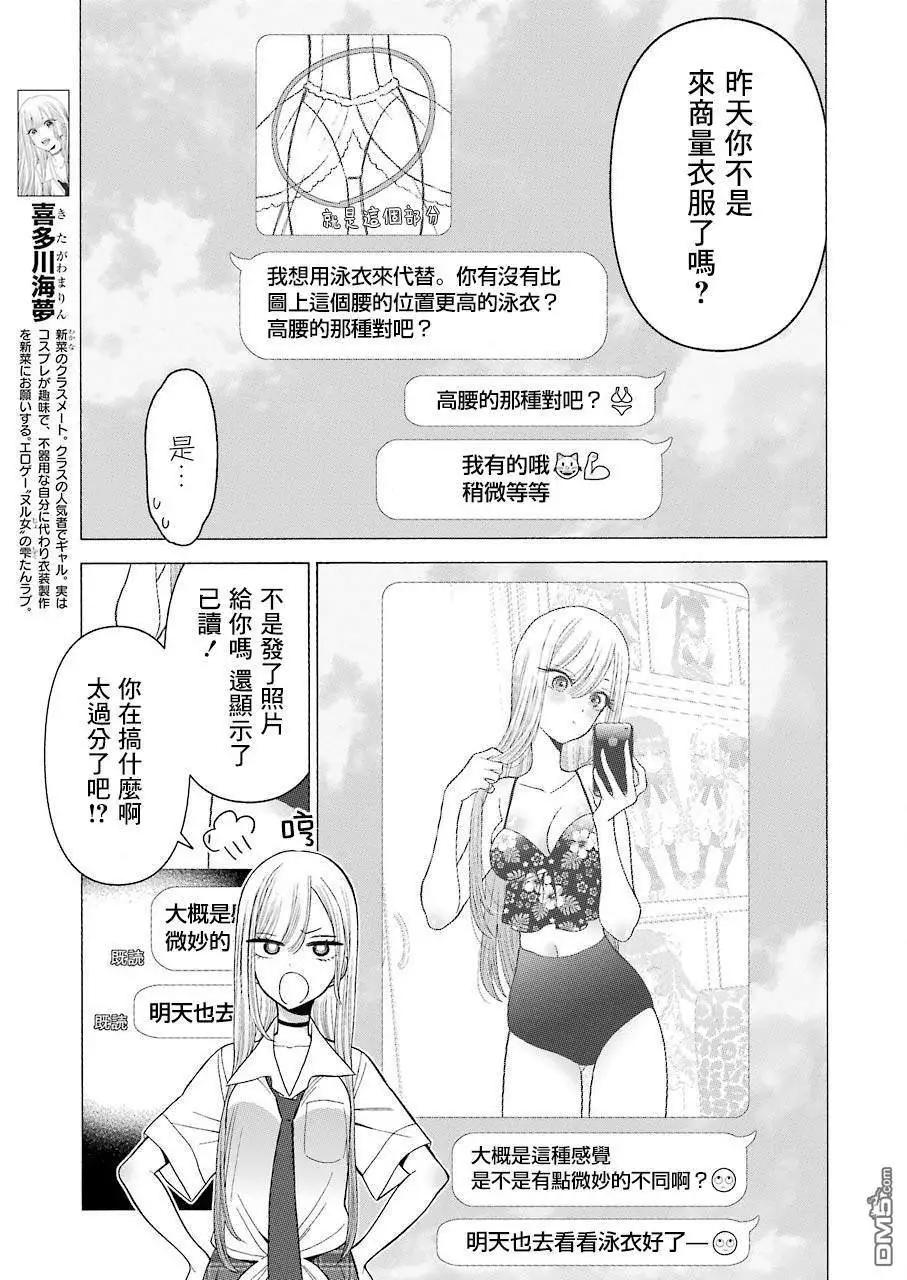 昨天你不是
來商量衣服了嗎？
就是這個部分
我想用泳衣來代替。你有沒有比
圖上這個腰的位置更高的泳衣？
高腰的那種對吧？
高腰的那種對吧？👙
我有的哦😺💪
稍微等等
是…
喜多川海夢
きたがわまりん
新菜のクラスメート。クラスの人気者でギャル。実は
コスプレが趣味で、不器用な自分に代わり衣装製作
を新菜にお願いする。エロゲー〝ヌル女〟の雫たんラブ。
わかな
大概是這種感覺
是不是有點微妙的不同啊？🙄
明天也去看看泳衣好了—🙄
不是發了照片
給你嗎 還顯示了
已讀！
你在搞什麼啊
太過分了吧!?
哼
大概是
微妙的
既読
明天也去
既読
DM5.COM